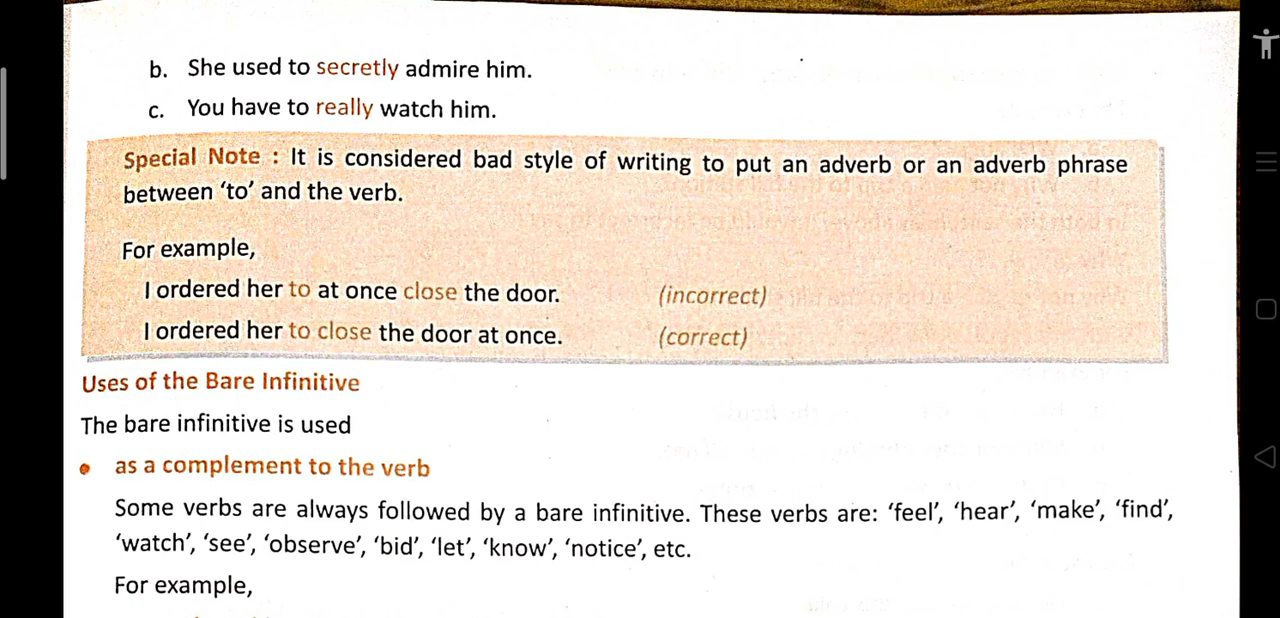 b. She used to secretly admire him.
c. You have to really watch him.
Special Note : It is considered bad style of writing to put an adverb or an adverb phrase
between ‘to’ and the verb.
For example,
I ordered her to at once close the door. (incorrect)
I ordered her to close the door at once. (correct)
Uses of the Bare Infinitive
The bare infinitive is used
• as a complement to the verb
Some verbs are always followed by a bare infinitive. These verbs are: ‘feel’, ‘hear’, ‘make’, ‘find’,
‘watch’, ‘see’, ‘observe’, ‘bid’, ‘let’, ‘know’, ‘notice’, etc.
For example,